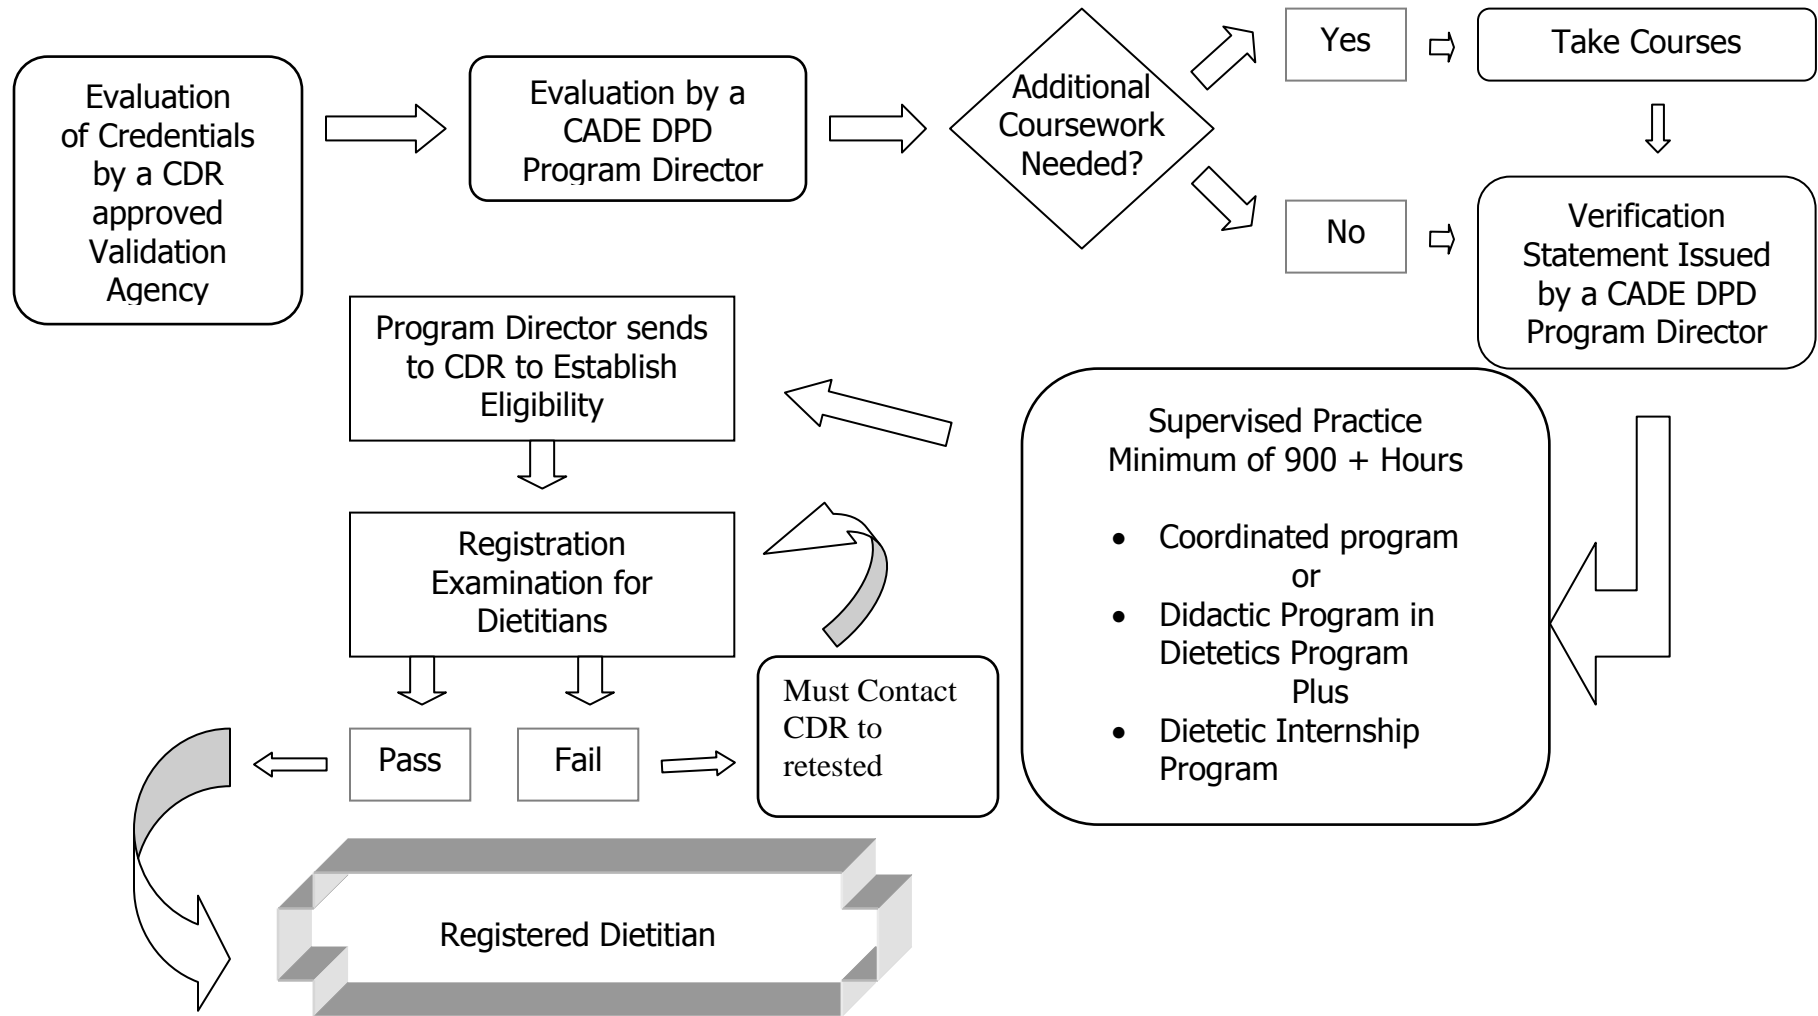 Evaluation
of Credentials
by a CDR
approved
Validation
Agency
Evaluation by a
CADE DPD
Program Director
Additional
Coursework
Needed?
Yes
Take Courses
No
Verification
Statement Issued
by a CADE DPD
Program Director
Supervised Practice
Minimum of 900 + Hours
• Coordinated program
or
• Didactic Program in
Dietetics Program
Plus
• Dietetic Internship
Program
Program Director sends
to CDR to Establish
Eligibility
Registration
Examination for
Dietitians
Pass
Fail
Must Contact
CDR to
retested
Registered Dietitian